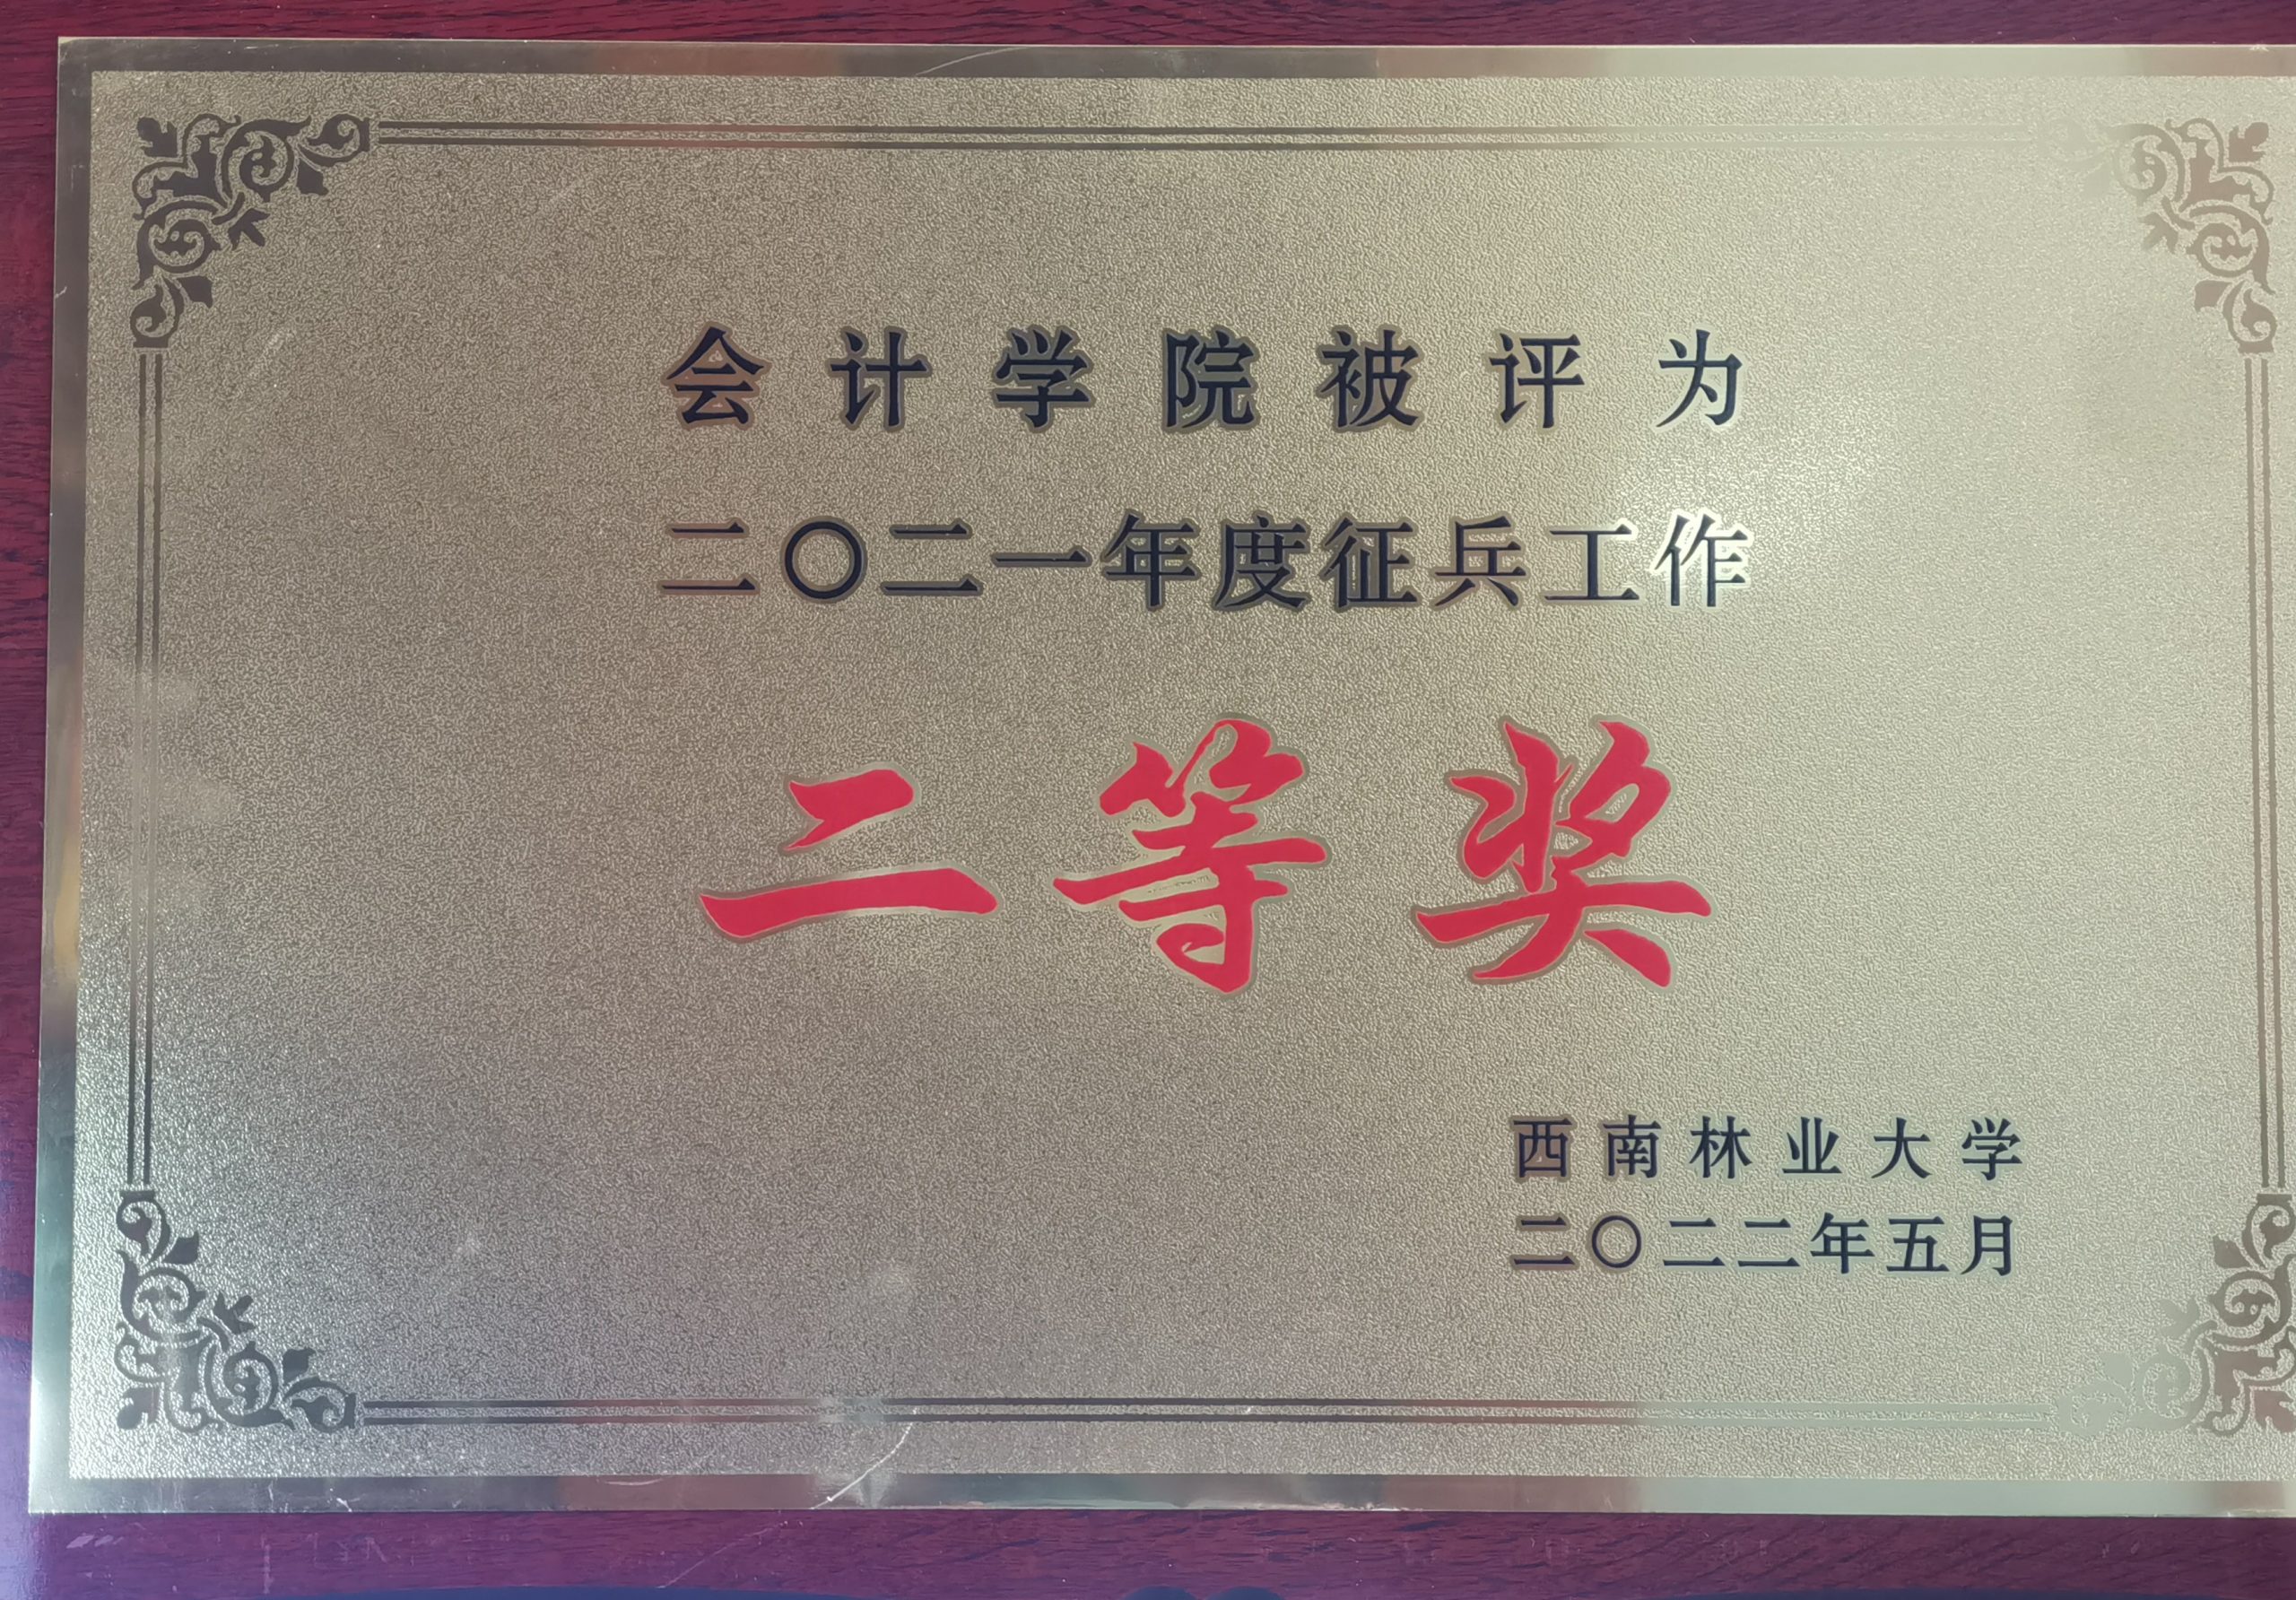 会计学院被评为
二〇二一年度征兵工作
二等奖
西南林业大学
二〇二二年五月